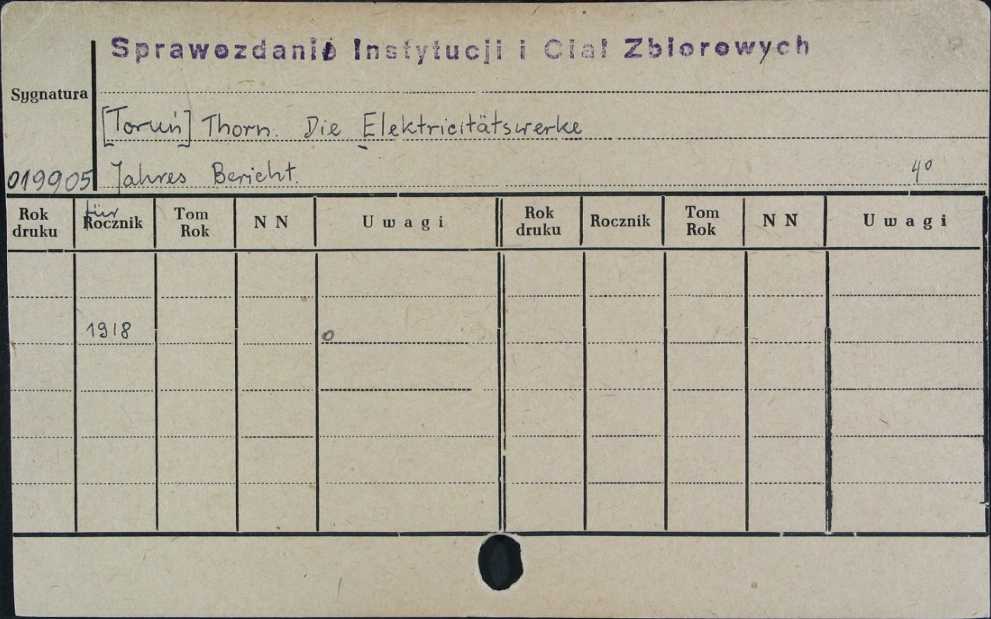 Sprawozdanie Instytucji i Ciał Zbiorowych
Sygnatura
[Toruń] Thorn. Die Elektricitätswerke
019905 Jahres Bericht. 4°
für
Rok druku Rocznik Tom Rok N N Uwagi Rok druku Rocznik Tom Rok N N Uwagi
1918 o